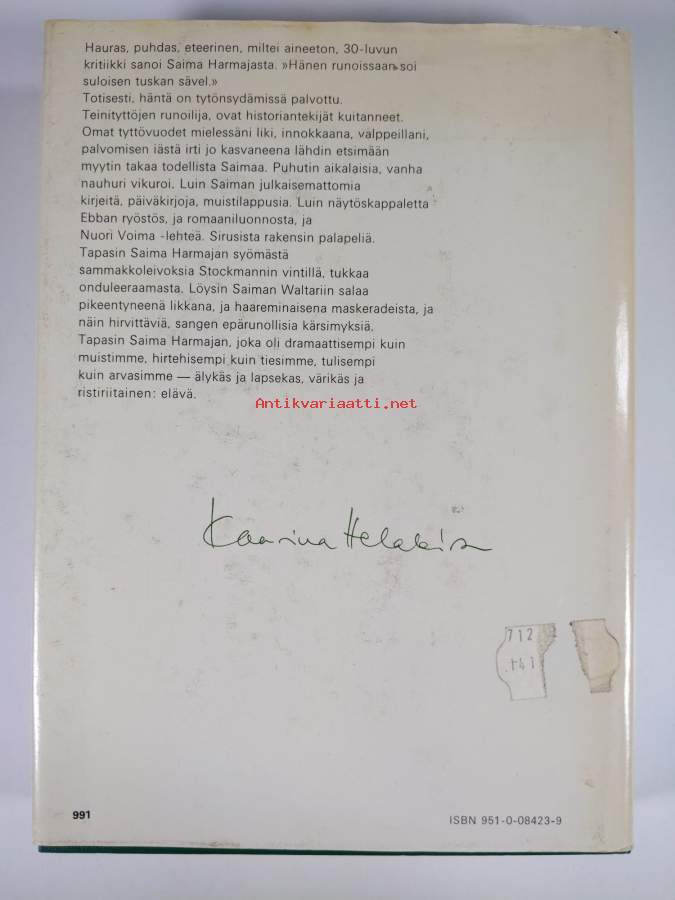 Hauras, puhdas, eteerinen, miltei aineeton, 30-luvun
kritiikki sanoi Saima Harmajasta. »Hänen runoissaan soi
suloisen tuskan sävel.»
Totisesti, häntä on tytönsydämissä palvottu.
Teinityttöjen runoilija, ovat historiantekijät kuitanneet.
Omat tyttövuodet mielessäni liki, innokkaana, valppeillani,
palvomisen iästä irti jo kasvaneena lähdin etsimään
myytin takaa todellista Saimaa. Puhutin aikalaisia, vanha
nauhuri vikuroi. Luin Saiman julkaisemattomia
kirjeitä, päiväkirjoja, muistilappusia. Luin näytöskappaletta
Ebban ryöstös, ja romaaniluonnosta, ja
Nuori Voima -lehteä. Sirusista rakensin palapeliä.
Tapasin Saima Harmajan syömästä
sammakkoleivoksia Stockmannin vintillä, tukkaa
onduleeraamasta. Löysin Saiman Waltariin salaa
pikeentyneenä likkana, ja haareminaisena maskeradeista, ja
näin hirvittäviä, sangen epärunollisia kärsimyksiä.
Tapasin Saima Harmajan, joka oli dramaattisempi kuin
muistimme, hirtehisempi kuin tiesimme, tulisempi
kuin arvasimme — älykäs ja lapsekas, värikäs ja
ristiriitainen: elävä.
Antikvariaatti.net
Kaarina Helakisa
712
141
991
ISBN 951-0-08423-9